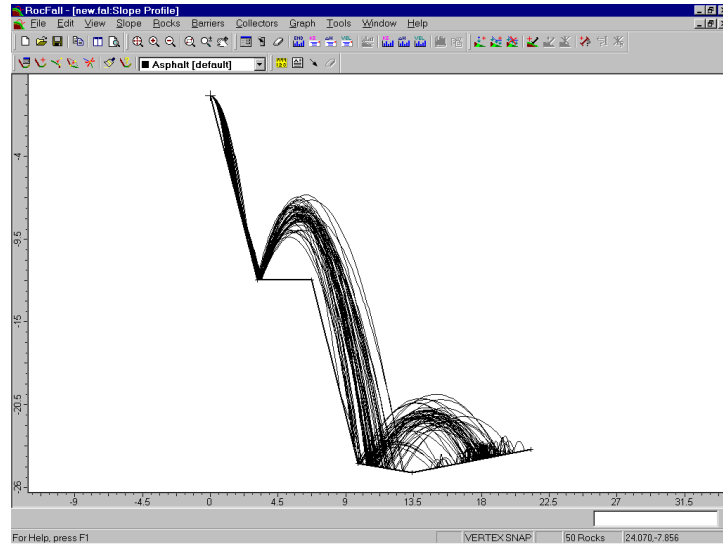 RocFall - [new.fal:Slope Profile]
File Edit View Slope Rocks Barriers Collectors Graph Tools Window Help
Asphalt [default]
-4
-9.5
-15
-20.5
-26
-9 -4.5 0 4.5 9 13.5 18 22.5 27 31.5
For Help, press F1 VERTEX SNAP 50 Rocks 24.070,-7.856